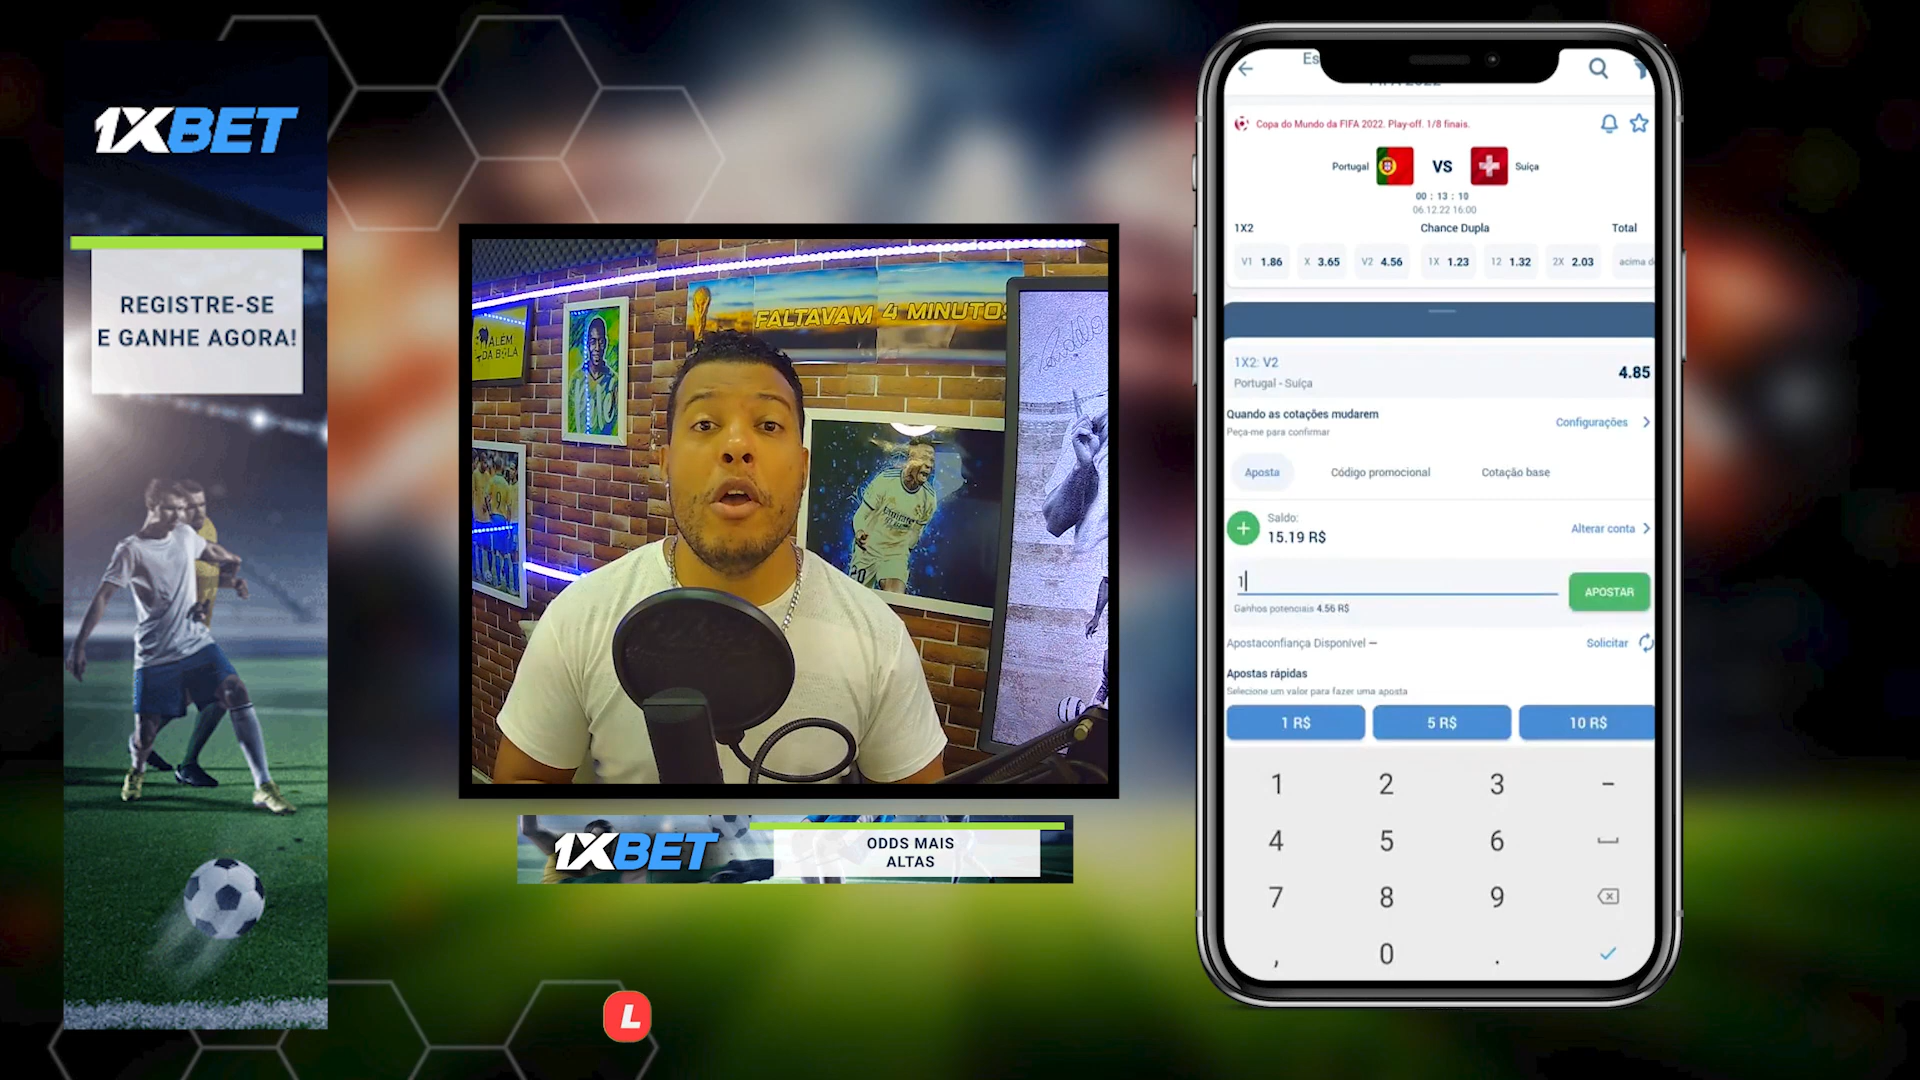 1XBET
REGISTRE-SE
E GANHE AGORA!
ALÉM
DA BOLA
FALTAVAM 4 MINUTOS
1XBET
ODDS MAIS
ALTAS
L
Es
Copa do Mundo da FIFA 2022. Play-off. 1/8 finais.
Portugal VS Suíça
00 : 13 : 10
06.12.22 16:00
1X2 Chance Dupla Total
V1 1.86 X 3.65 V2 4.56 1X 1.23 12 1.32 2X 2.03 acima d
1X2: V2
Portugal - Suíça
4.85
Quando as cotações mudarem
Peça-me para confirmar
Configurações
Aposta Código promocional Cotação base
Saldo:
15.19 R$
Alterar conta
1
APOSTAR
Ganhos potenciais 4.56 R$
Apostaconfiança Disponível —
Solicitar
Apostas rápidas
Selecione um valor para fazer uma aposta
1 R$ 5 R$ 10 R$
1 2 3 –
4 5 6
7 8 9
, 0 .